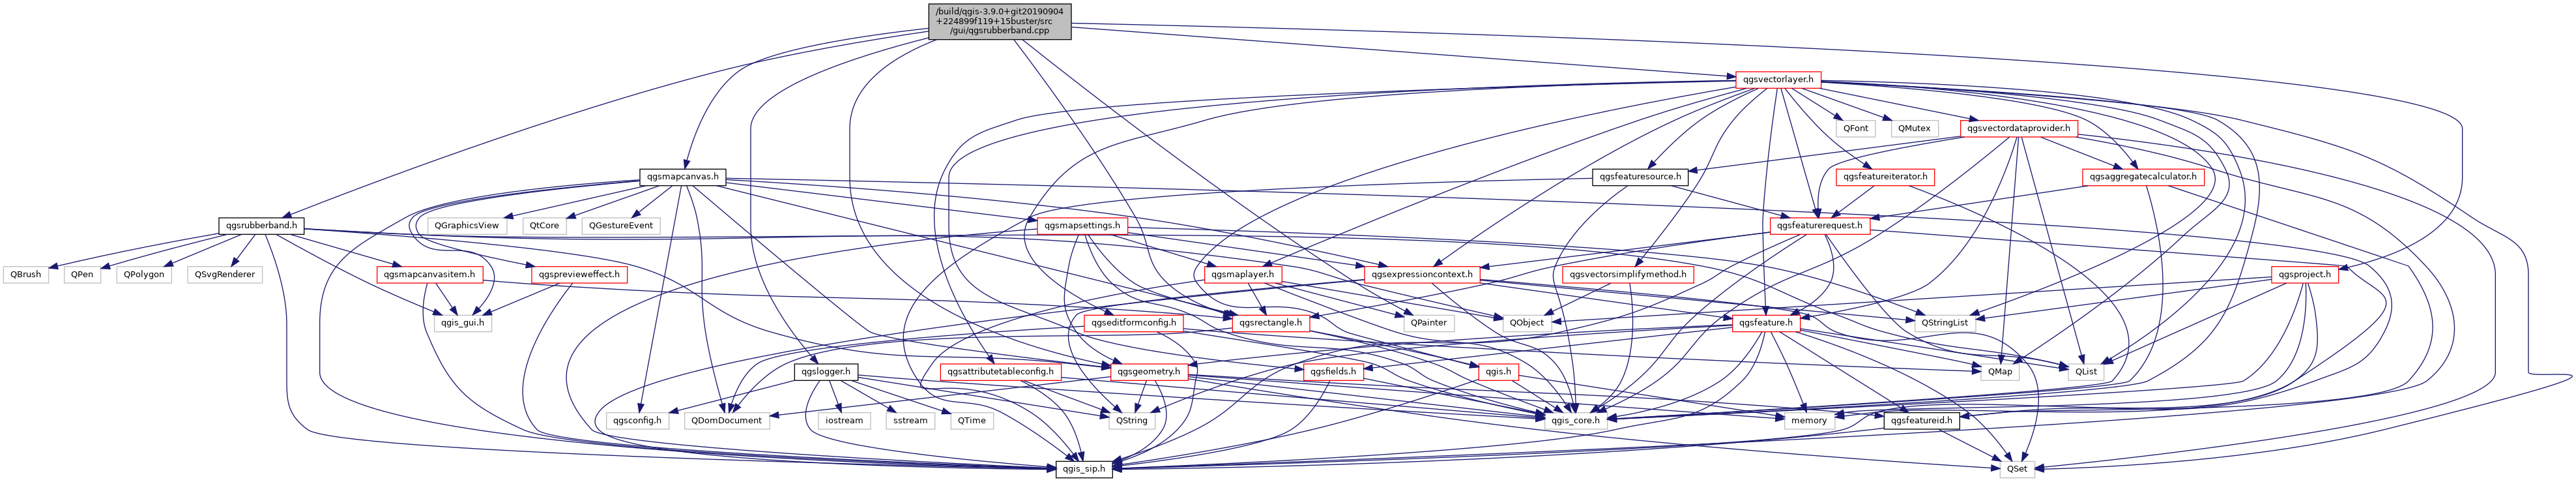 /build/qgis-3.9.0+git20190904
+224899f119+15buster/src
/gui/qgsrubberband.cpp
qgsvectorlayer.h
QFont
QMutex
qgsvectordataprovider.h
qgsmapcanvas.h
qgsfeaturesource.h
qgsfeatureiterator.h
qgsaggregatecalculator.h
qgsrubberband.h
QGraphicsView
QtCore
QGestureEvent
qgsmapsettings.h
qgsfeaturerequest.h
QBrush
QPen
QPolygon
QSvgRenderer
qgsmapcanvasitem.h
qgspreviewеffect.h
qgsmaplayer.h
qgsexpressioncontext.h
qgsvectorsimplifymethod.h
qgsproject.h
qgis_gui.h
qgseditformconfig.h
qgsrectangle.h
QPainter
QObject
qgsfeature.h
QStringList
qgslogger.h
qgsattributetableconfig.h
qgsgeometry.h
qgsfields.h
qgis.h
QMap
QList
qgsconfig.h
QDomDocument
iostream
sstream
QTime
QString
qgis_core.h
memory
qgsfeatureid.h
qgis_sip.h
QSet